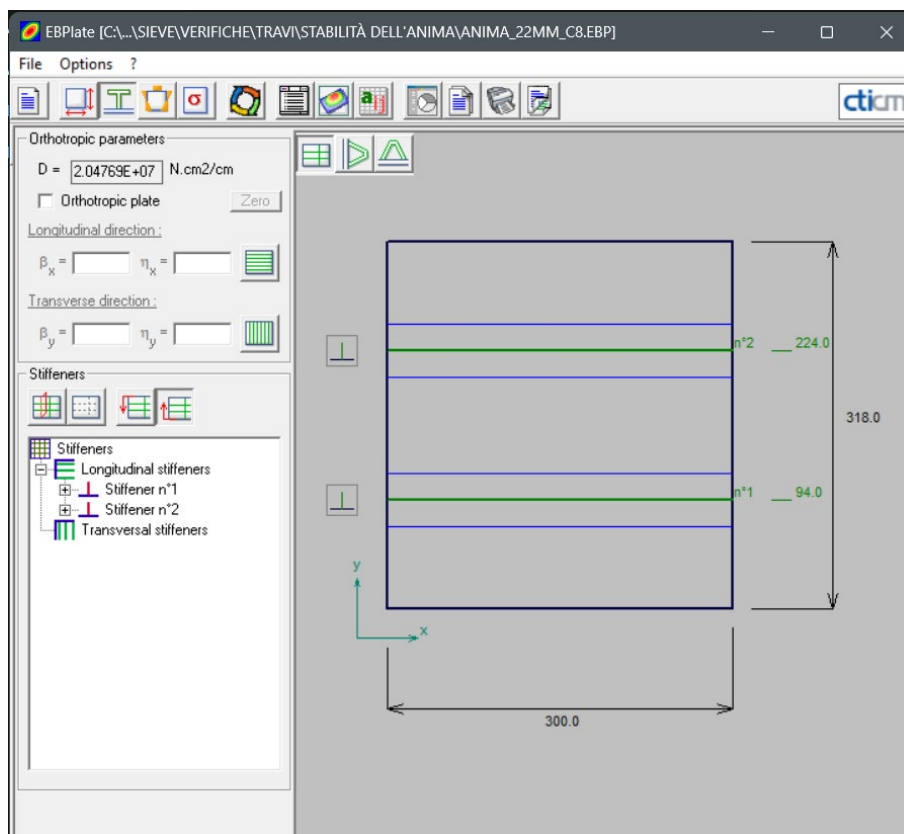 EBPlate [C:\...\SIEVE\VERIFICHE\TRAVI\STABILITÀ DELL'ANIMA\ANIMA_22MM_C8.EBP]
File Options ?
σ
cticm
Orthotropic parameters
D = 2.04769E+07 N.cm2/cm
Orthotropic plate Zero
Longitudinal direction :
βx = ηx =
Transverse direction :
βy = ηy =
Stiffeners
Stiffeners
Longitudinal stiffeners
Stiffener n°1
Stiffener n°2
Transversal stiffeners
n°2 224.0
318.0
n°1 94.0
y
x
300.0